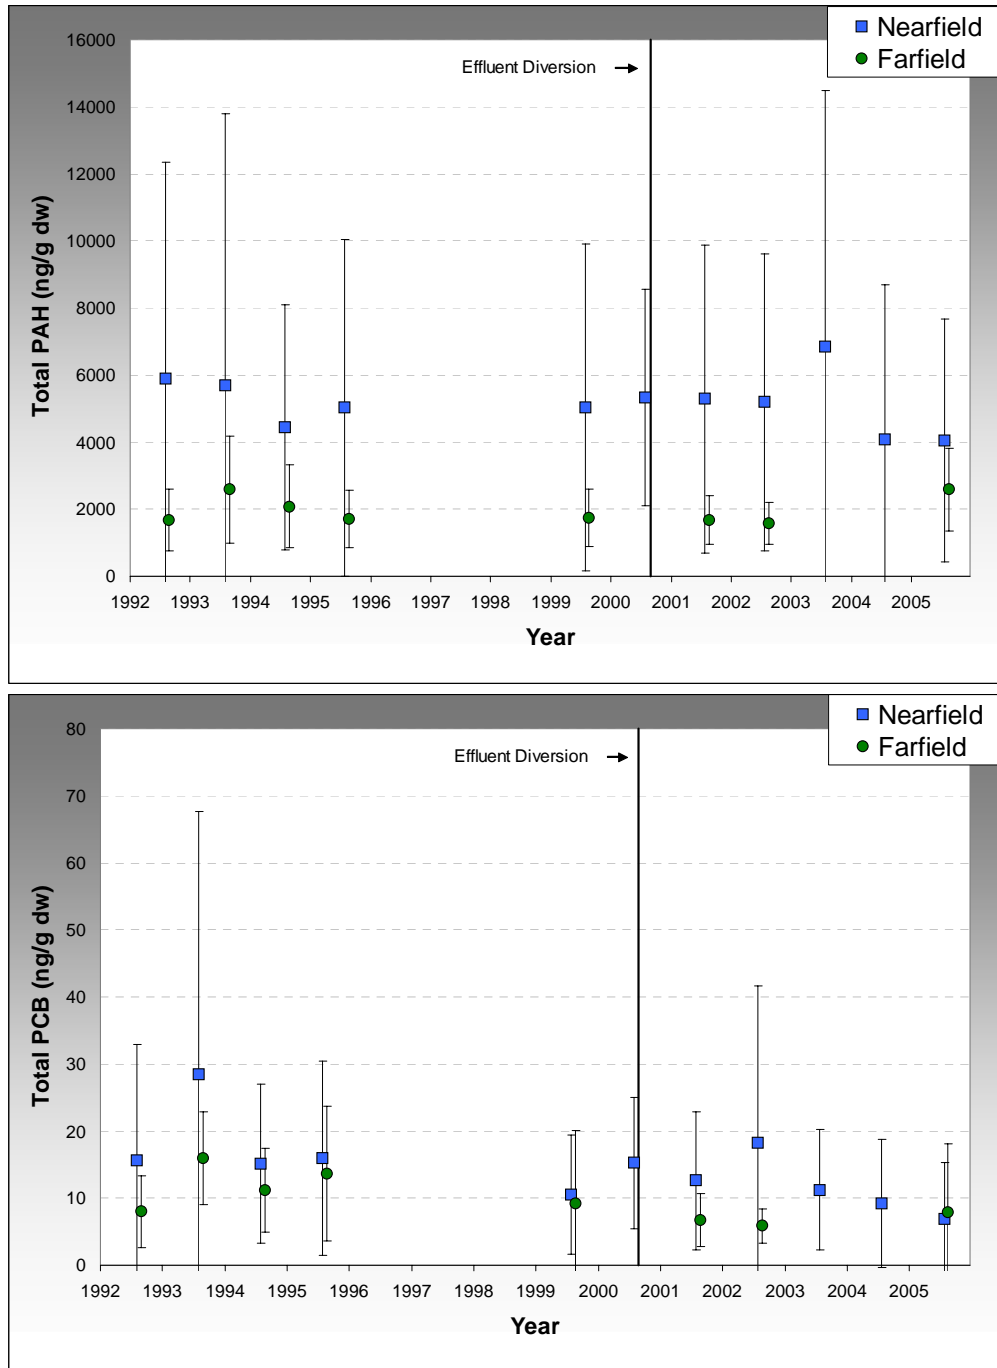 Nearfield
Farfield
Effluent Diversion
16000
14000
12000
10000
8000
6000
4000
2000
0
Total PAH (ng/g dw)
1992 1993 1994 1995 1996 1997 1998 1999 2000 2001 2002 2003 2004 2005
Year
Nearfield
Farfield
Effluent Diversion
80
70
60
50
40
30
20
10
0
Total PCB (ng/g dw)
1992 1993 1994 1995 1996 1997 1998 1999 2000 2001 2002 2003 2004 2005
Year